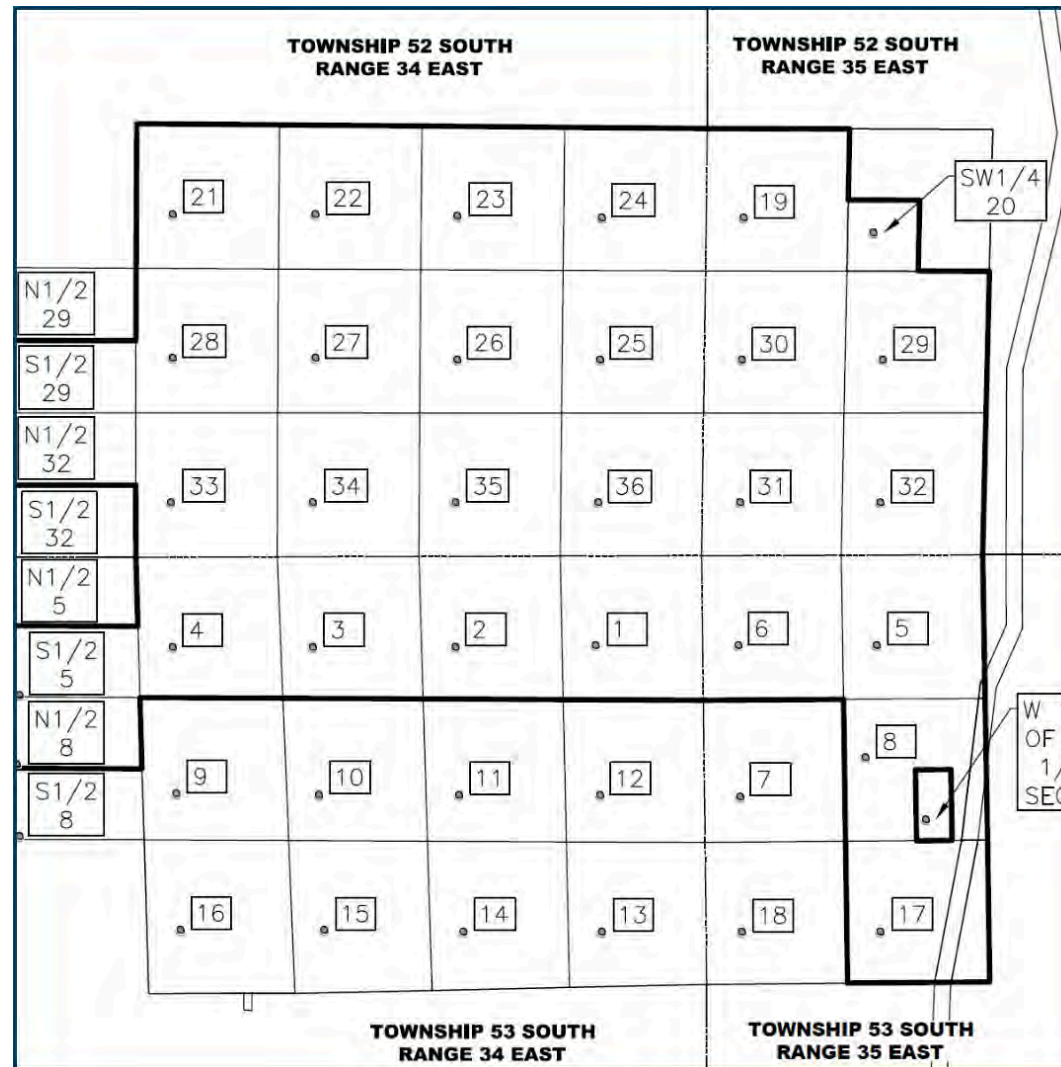 TOWNSHIP 52 SOUTH
RANGE 34 EAST
TOWNSHIP 52 SOUTH
RANGE 35 EAST
21
22
23
24
19
SW1/4
20
N1/2
29
S1/2
29
28
27
26
25
30
29
N1/2
32
S1/2
32
33
34
35
36
31
32
N1/2
5
S1/2
5
4
3
2
1
6
5
N1/2
8
S1/2
8
9
10
11
12
7
8
W
OF
1/
16
15
14
13
18
17
TOWNSHIP 53 SOUTH
RANGE 34 EAST
TOWNSHIP 53 SOUTH
RANGE 35 EAST